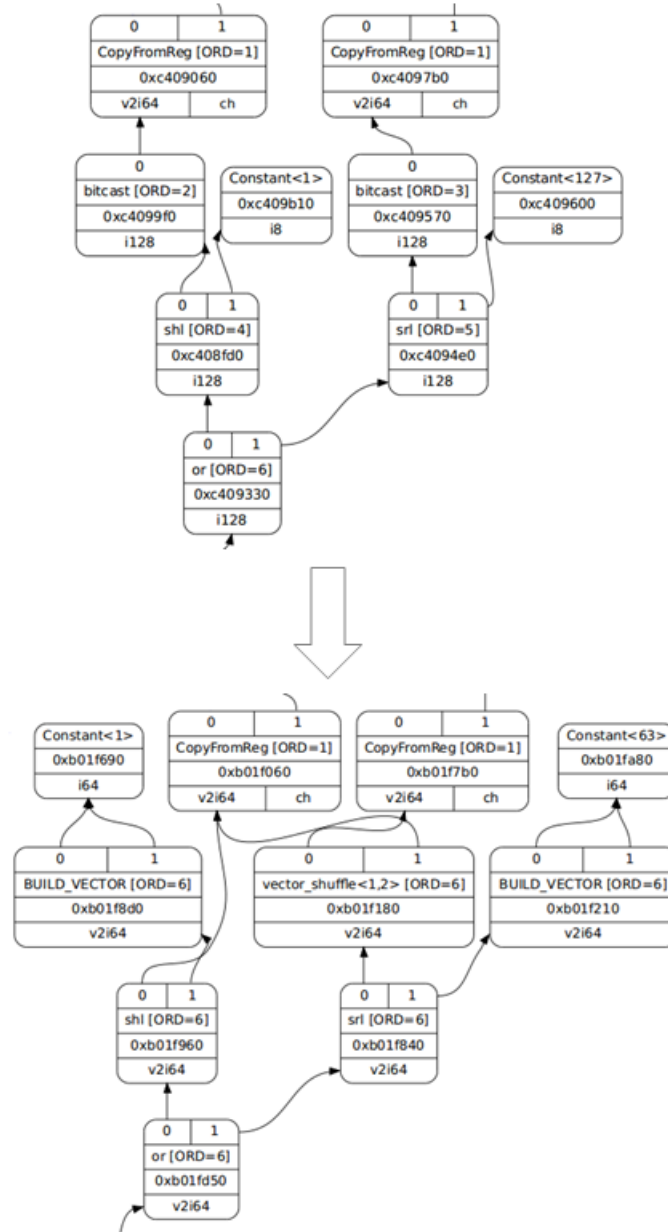 0 1 0 1
CopyFromReg [ORD=1] CopyFromReg [ORD=1]
0xc409060 0xc4097b0
v2i64 ch v2i64 ch
0 Constant<1> 0 Constant<127>
bitcast [ORD=2] 0xc409b10 bitcast [ORD=3] 0xc409600
0xc4099f0 i8 0xc409570 i8
i128 i128
0 1 0 1
shl [ORD=4] srl [ORD=5]
0xc408fd0 0xc4094e0
i128 i128
0 1
or [ORD=6]
0xc409330
i128
0 1 0 1
Constant<1> CopyFromReg [ORD=1] CopyFromReg [ORD=1] Constant<63>
0xb01f690 0xb01f060 0xb01f7b0 0xb01fa80
i64 v2i64 ch v2i64 ch i64
0 1 0 1 0 1
BUILD_VECTOR [ORD=6] vector_shuffle<1,2> [ORD=6] BUILD_VECTOR [ORD=6]
0xb01f8d0 0xb01f180 0xb01f210
v2i64 v2i64 v2i64
0 1 0 1
shl [ORD=6] srl [ORD=6]
0xb01f960 0xb01f840
v2i64 v2i64
0 1
or [ORD=6]
0xb01fd50
v2i64